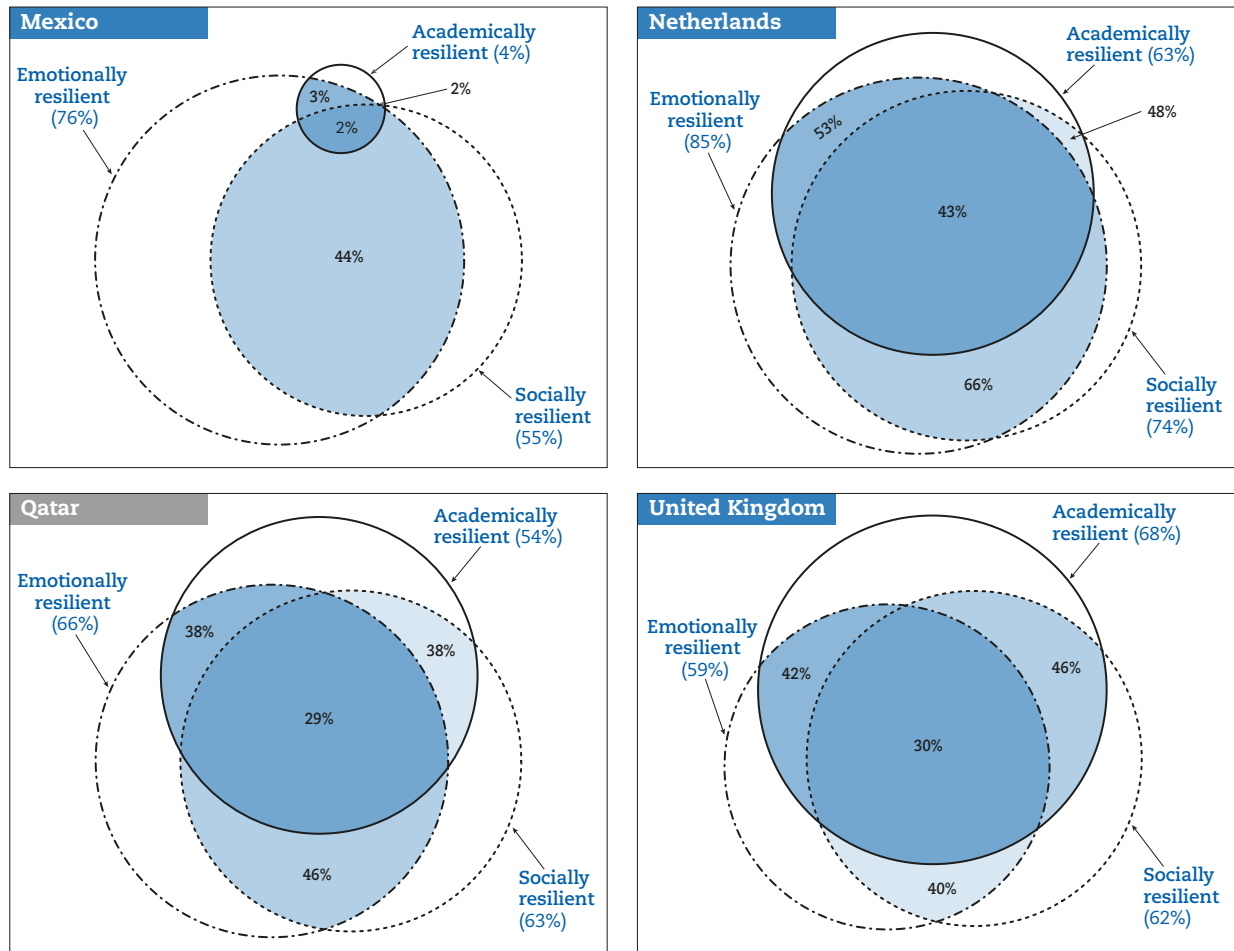 Mexico
Academically
resilient (4%)
Emotionally
resilient
(76%)
3%
2%
2%
44%
Socially
resilient
(55%)
Netherlands
Academically
resilient
(63%)
Emotionally
resilient
(85%)
53%
48%
43%
66%
Socially
resilient
(74%)
Qatar
Academically
resilient (54%)
Emotionally
resilient
(66%)
38%
38%
29%
46%
Socially
resilient
(63%)
United Kingdom
Academically
resilient
(68%)
Emotionally
resilient
(59%)
42%
46%
30%
40%
Socially
resilient
(62%)